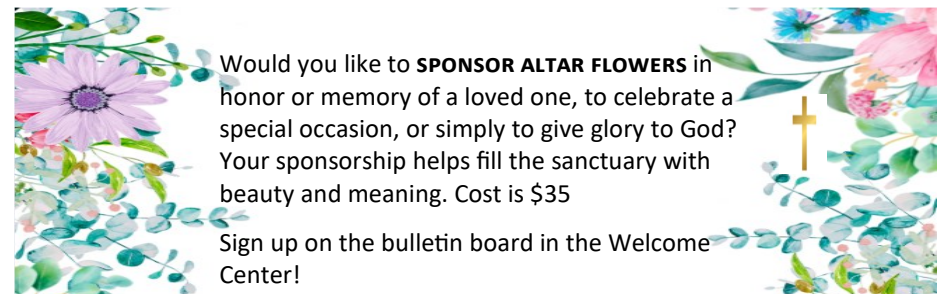 Would you like to SPONSOR ALTAR FLOWERS in
honor or memory of a loved one, to celebrate a
special occasion, or simply to give glory to God?
Your sponsorship helps fill the sanctuary with
beauty and meaning. Cost is $35
Sign up on the bulletin board in the Welcome
Center!